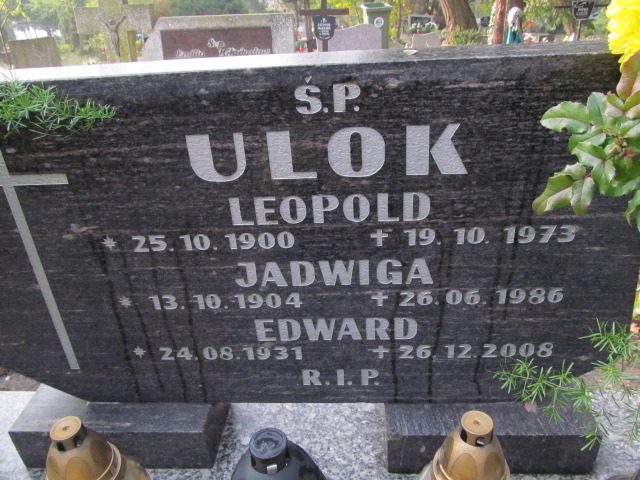 Ś.P.
ULOK
LEOPOLD
* 25.10.1900 + 19.10.1973
JADWIGA
* 13.10.1904 + 26.06.1986
EDWARD
* 24.08.1931 + 26.12.2008
R.I.P.